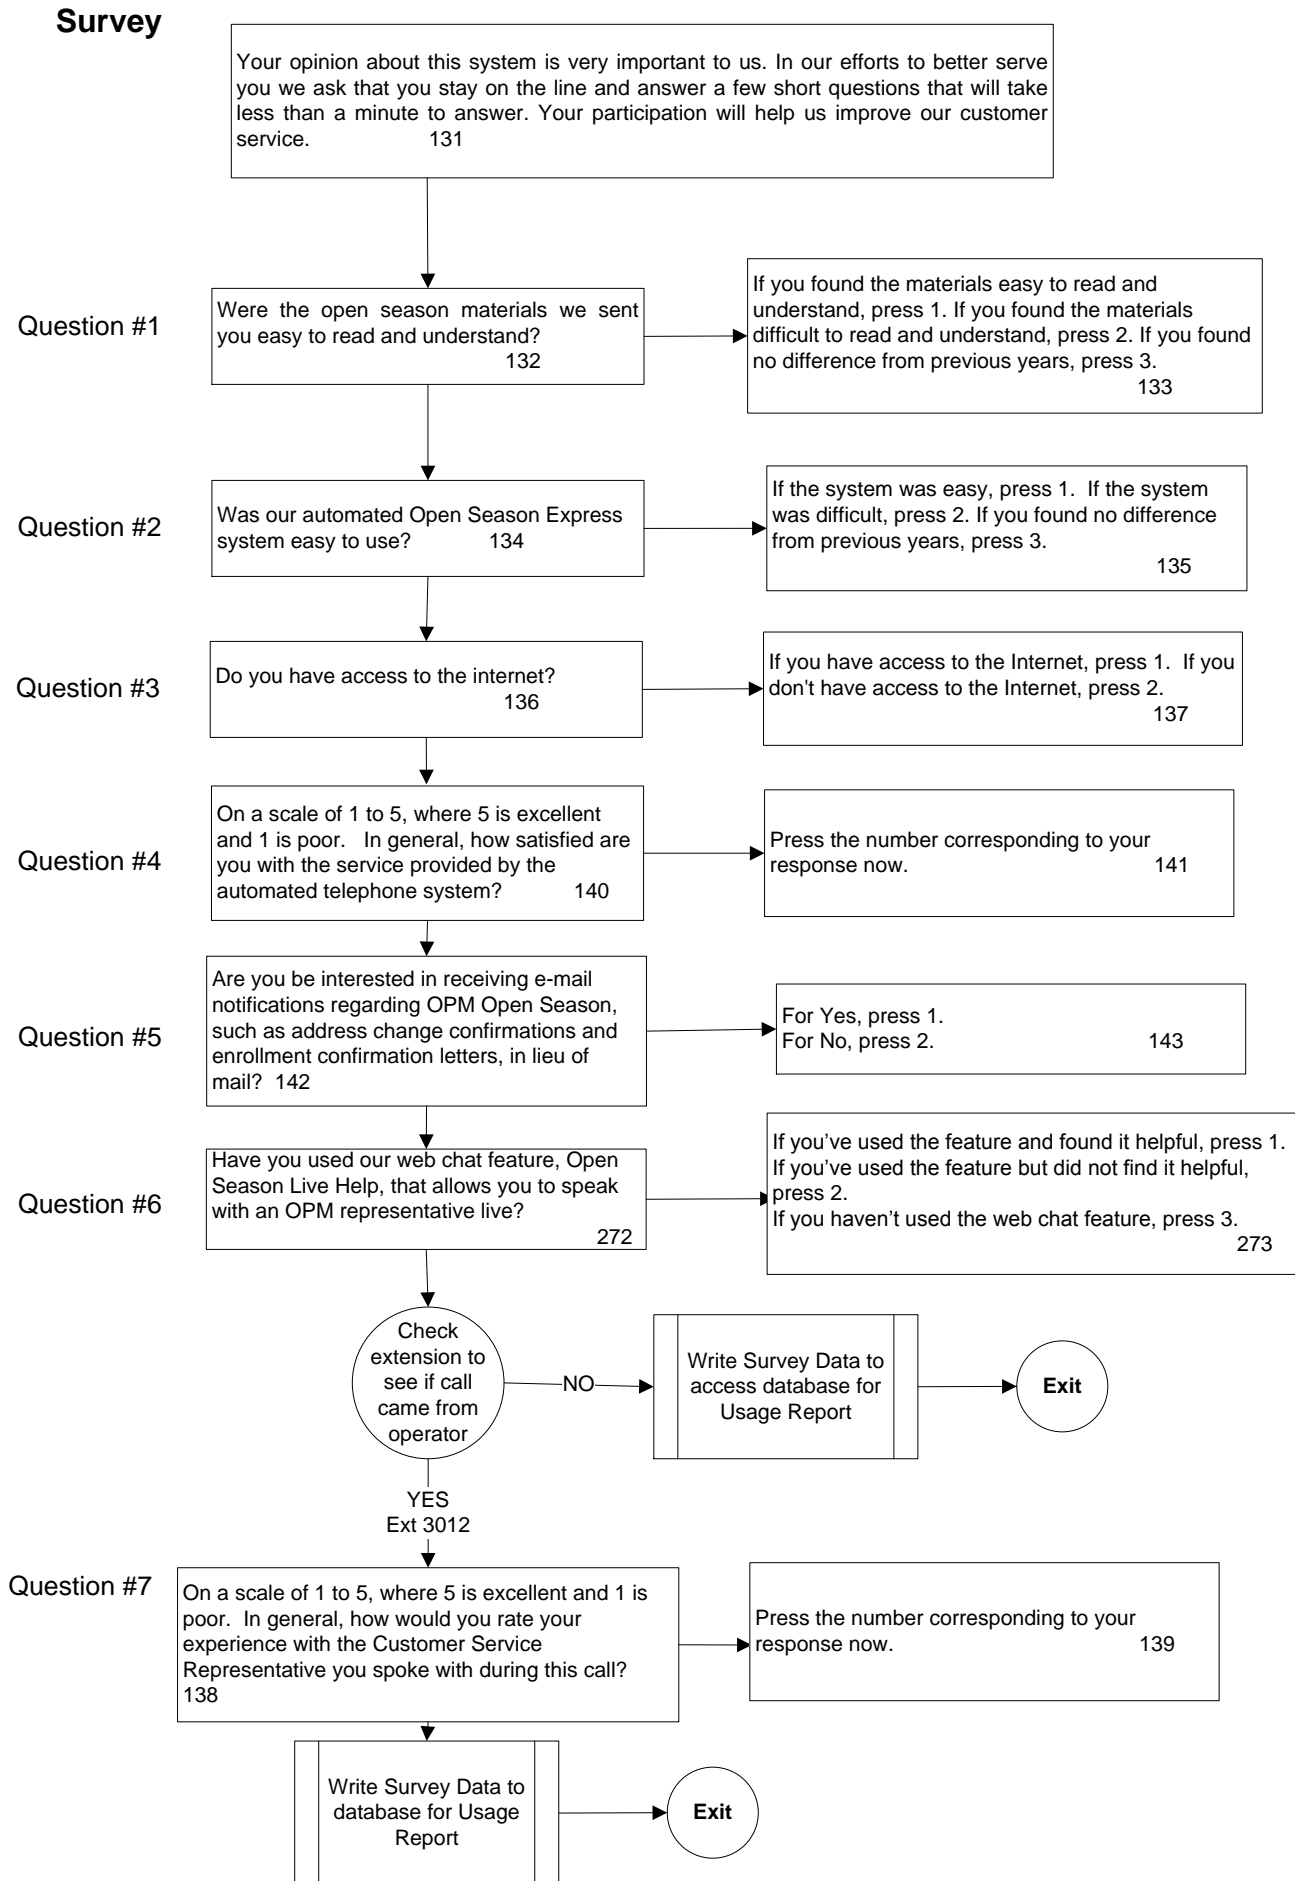 Survey
Your opinion about this system is very important to us. In our efforts to better serve
you we ask that you stay on the line and answer a few short questions that will take
less than a minute to answer. Your participation will help us improve our customer
service. 131
Question #1
Were the open season materials we sent
you easy to read and understand?
132
If you found the materials easy to read and
understand, press 1. If you found the materials
difficult to read and understand, press 2. If you found
no difference from previous years, press 3.
133
Question #2
Was our automated Open Season Express
system easy to use? 134
If the system was easy, press 1. If the system
was difficult, press 2. If you found no difference
from previous years, press 3.
135
Question #3
Do you have access to the internet?
136
If you have access to the Internet, press 1. If you
don't have access to the Internet, press 2.
137
Question #4
On a scale of 1 to 5, where 5 is excellent
and 1 is poor. In general, how satisfied are
you with the service provided by the
automated telephone system? 140
Press the number corresponding to your
response now. 141
Question #5
Are you be interested in receiving e-mail
notifications regarding OPM Open Season,
such as address change confirmations and
enrollment confirmation letters, in lieu of
mail? 142
For Yes, press 1.
For No, press 2. 143
Question #6
Have you used our web chat feature, Open
Season Live Help, that allows you to speak
with an OPM representative live?
272
If you've used the feature and found it helpful, press 1.
If you've used the feature but did not find it helpful,
press 2.
If you haven't used the web chat feature, press 3.
273
Check
extension to
see if call
came from
operator
NO
Write Survey Data to
access database for
Usage Report
Exit
YES
Ext 3012
Question #7
On a scale of 1 to 5, where 5 is excellent and 1 is
poor. In general, how would you rate your
experience with the Customer Service
Representative you spoke with during this call?
138
Press the number corresponding to your
response now. 139
Write Survey Data to
database for Usage
Report
Exit